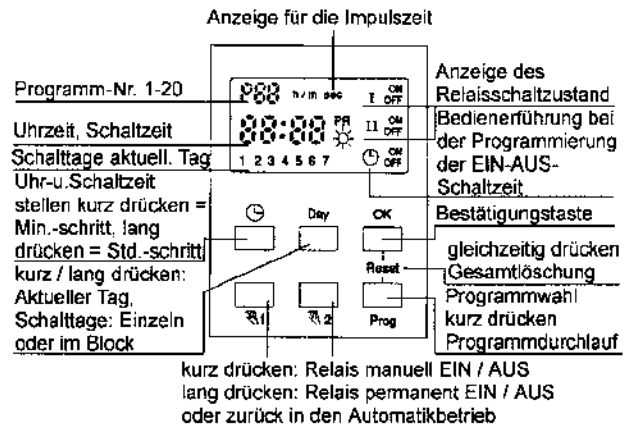 Anzeige für die Impulszeit
Programm-Nr. 1-20
Uhrzeit, Schaltzeit
Schalttage aktuell. Tag
Uhr-u.Schaltzeit
stellen kurz drücken =
Min.-schritt, lang
drücken = Std.-schritt
kurz / lang drücken:
Aktueller Tag,
Schalttage: Einzeln
oder im Block
188 h/m sec I ON OFF
88:88 PR II ON OFF
1 2 3 4 5 6 7 ON OFF
Day OK
Reset
1 2 Prog
Anzeige des
Relaisschaltzustand
Bedienerführung bei
der Programmierung
der EIN-AUS-
Schaltzeit
Bestätigungstaste
gleichzeitig drücken
Gesamtlöschung
Programmwahl
kurz drücken
Programmdurchlauf
kurz drücken: Relais manuell EIN / AUS
lang drücken: Relais permanent EIN / AUS
oder zurück in den Automatikbetrieb